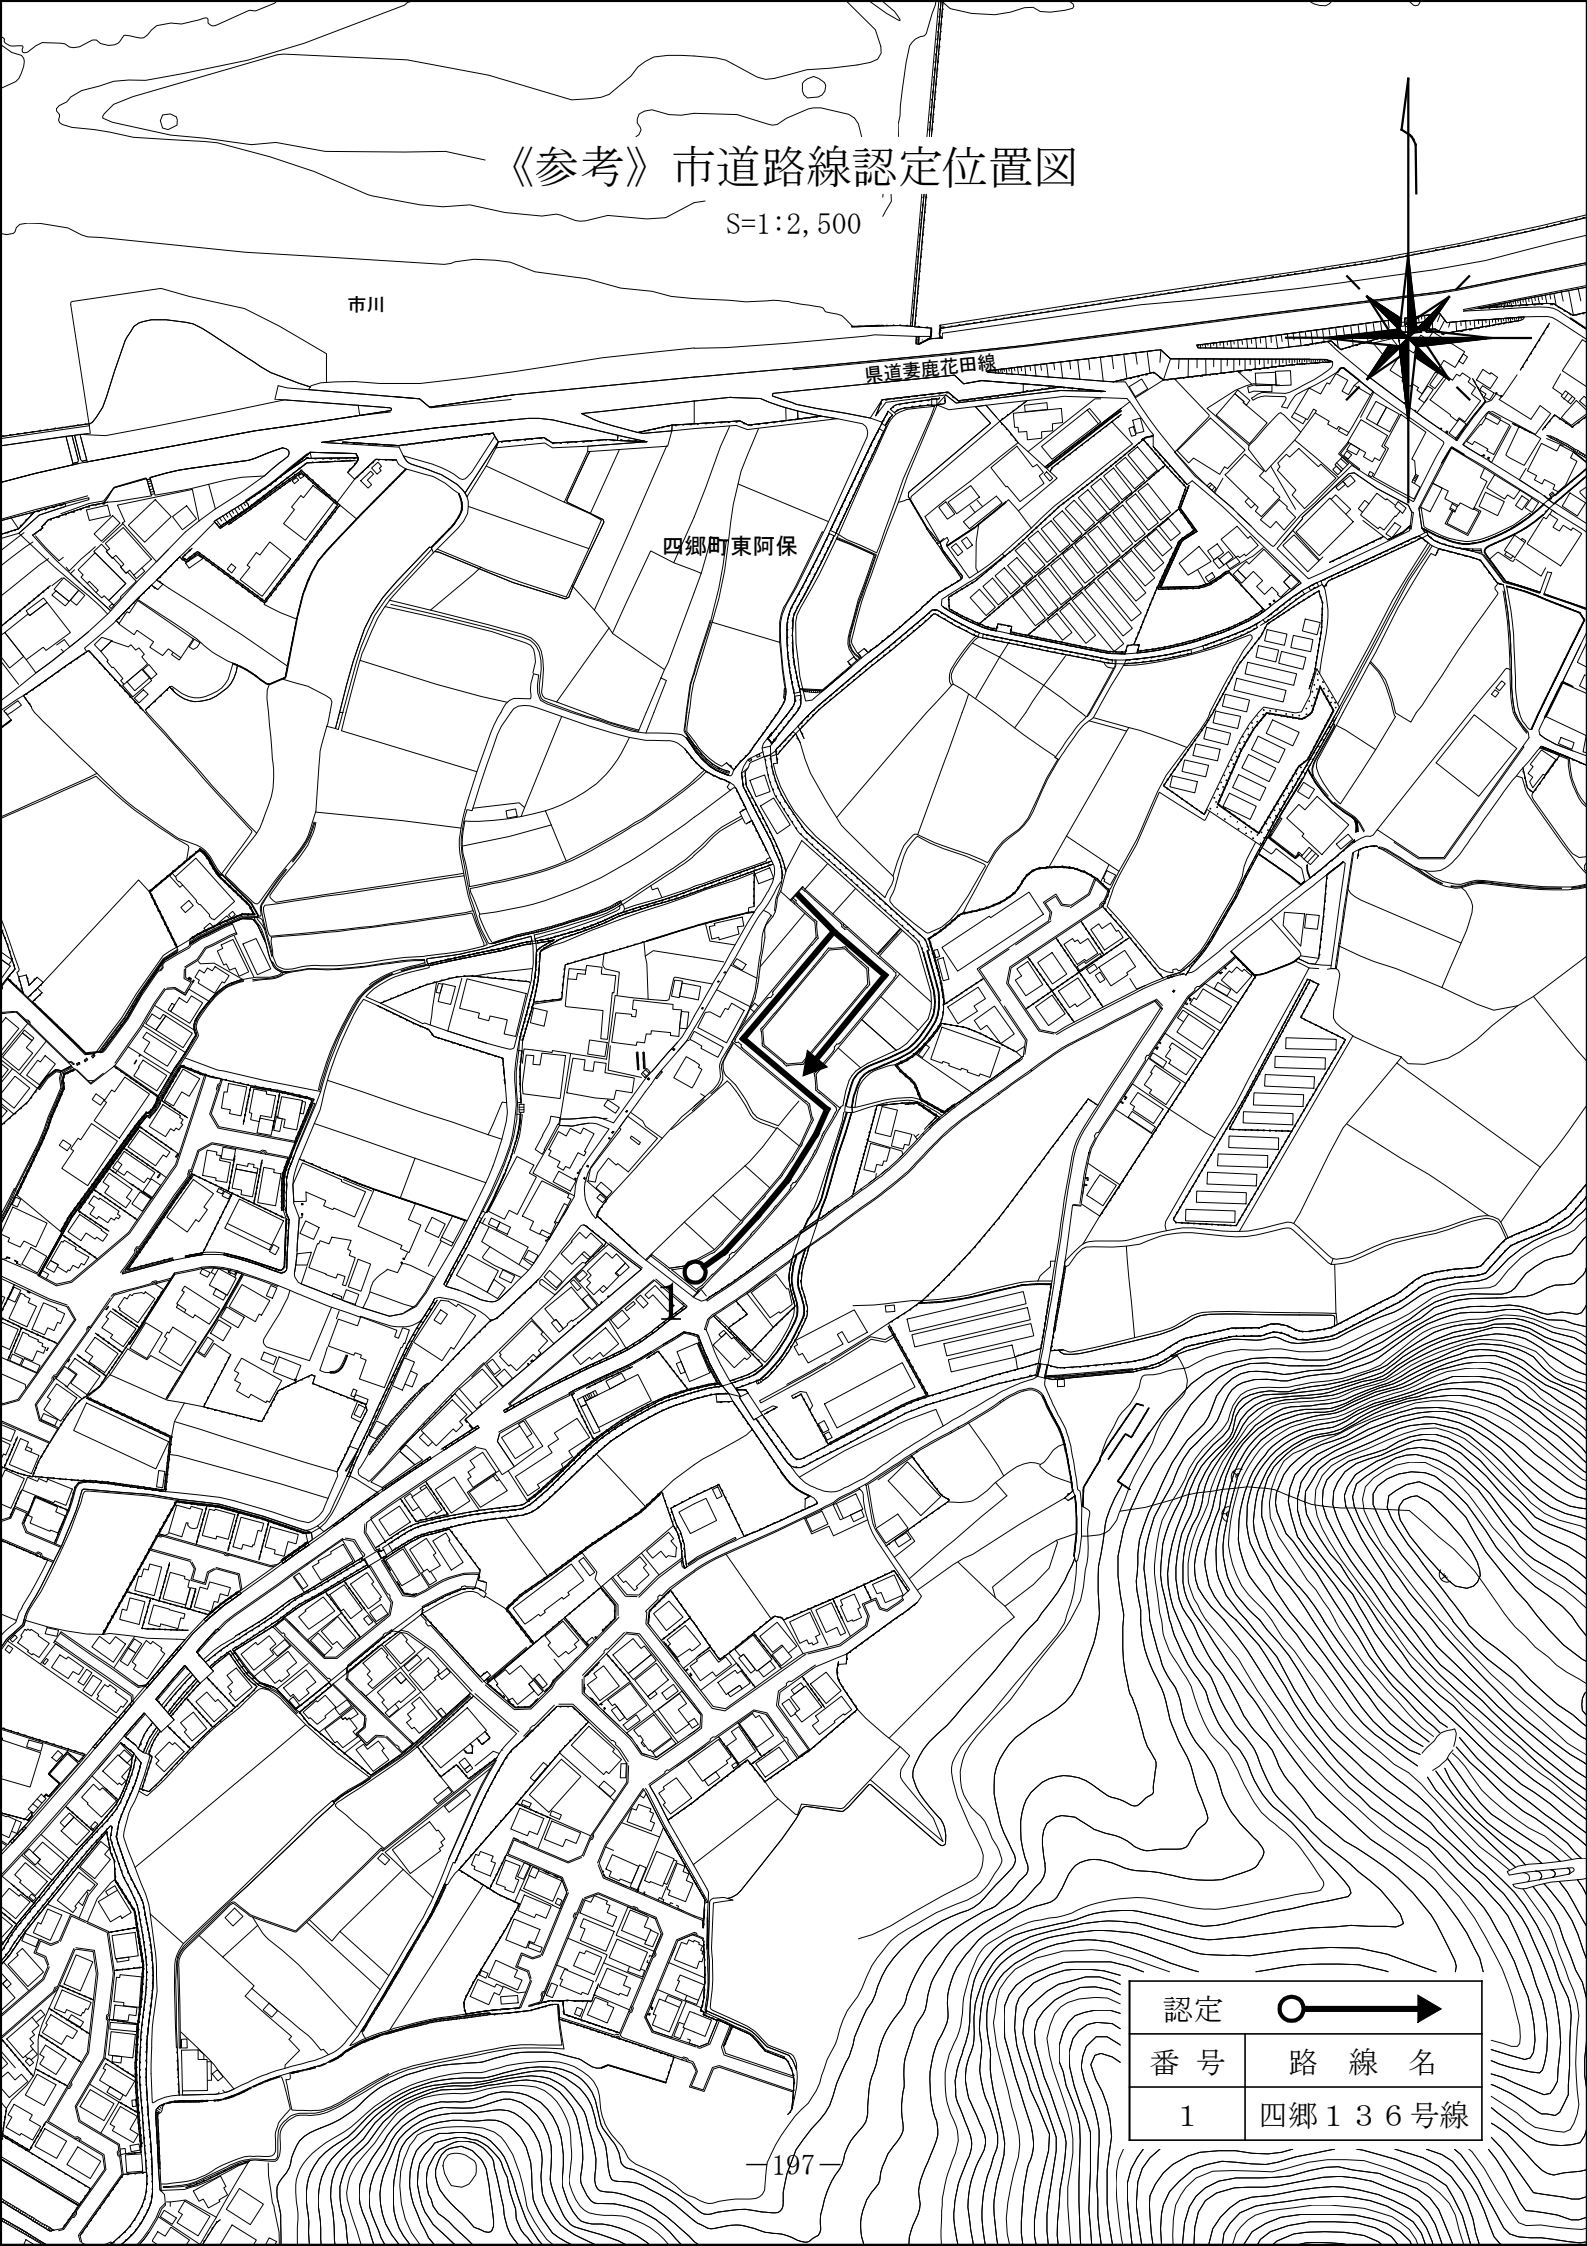 《参考》市道路線認定位置図
S=1:2,500
市川
県道妻鹿花田線
四郷町東阿保
1
認定
番号 路線名
1 四郷１３６号線
－197－